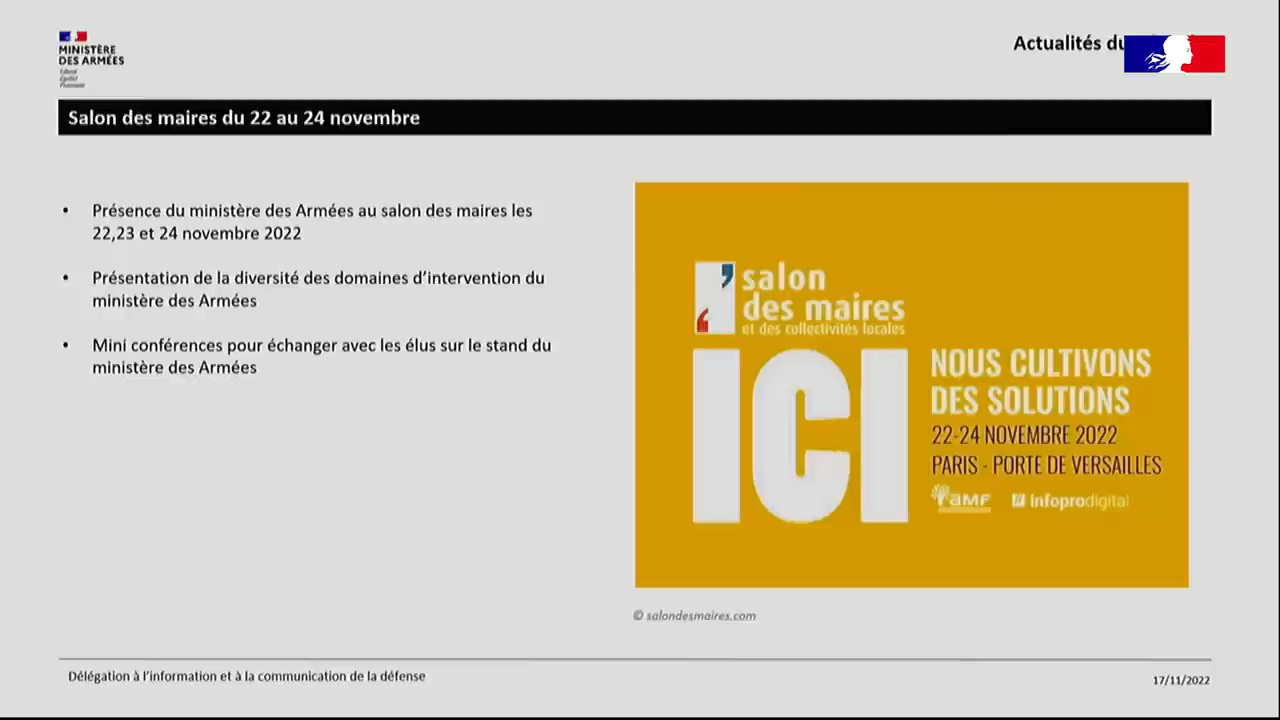 MINISTÈRE
DES ARMÉES
Liberté
Égalité
Fraternité
Actualités du
Salon des maires du 22 au 24 novembre
• Présence du ministère des Armées au salon des maires les
22,23 et 24 novembre 2022
• Présentation de la diversité des domaines d’intervention du
ministère des Armées
• Mini conférences pour échanger avec les élus sur le stand du
ministère des Armées
salon
des maires
et des collectivités locales
ICI
NOUS CULTIVONS
DES SOLUTIONS
22-24 NOVEMBRE 2022
PARIS - PORTE DE VERSAILLES
AMF infoprodigital
© salondesmaires.com
Délégation à l’information et à la communication de la défense
17/11/2022